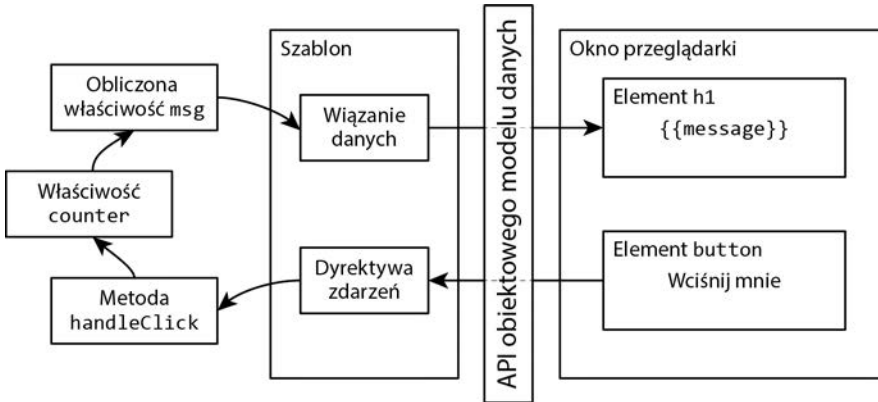 Obliczona
właściwość msg
Właściwość
counter
Metoda
handleClick
Szablon
Wiązanie
danych
Dyrektywa
zdarzeń
API obiektowego modelu danych
Okno przeglądarki
Element h1
{{message}}
Element button
Wciśnij mnie